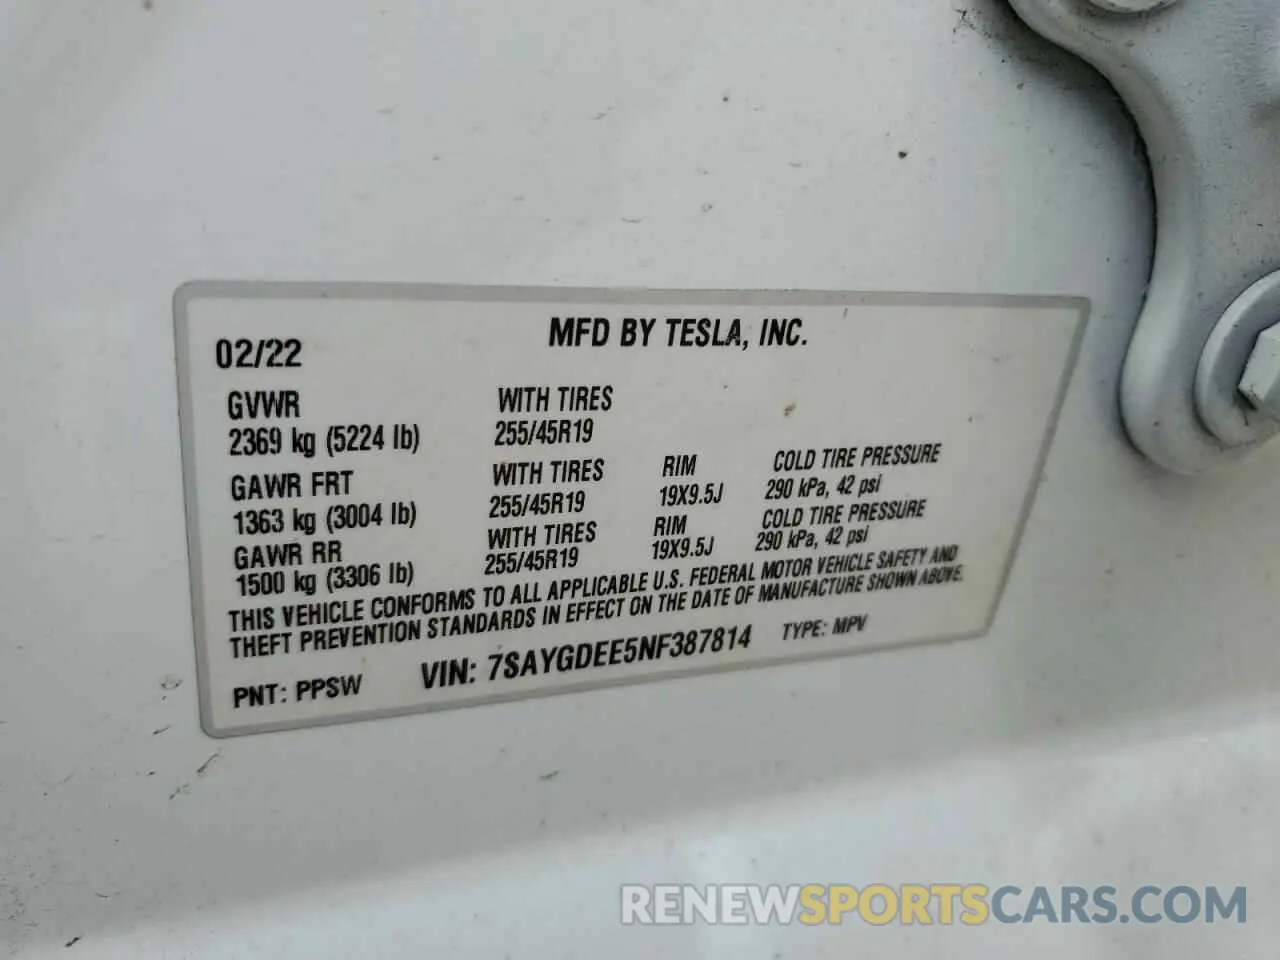 02/22
MFD BY TESLA, INC.
GVWR WITH TIRES
2369 kg (5224 lb) 255/45R19
GAWR FRT WITH TIRES RIM COLD TIRE PRESSURE
1363 kg (3004 lb) 255/45R19 19X9.5J 290 kPa, 42 psi
GAWR RR WITH TIRES RIM COLD TIRE PRESSURE
1500 kg (3306 lb) 255/45R19 19X9.5J 290 kPa, 42 psi
THIS VEHICLE CONFORMS TO ALL APPLICABLE U.S. FEDERAL MOTOR VEHICLE SAFETY AND
THEFT PREVENTION STANDARDS IN EFFECT ON THE DATE OF MANUFACTURE SHOWN ABOVE.
PNT: PPSW VIN: 7SAYGDEE5NF387814 TYPE: MPV
RENEWSPORTSCARS.COM